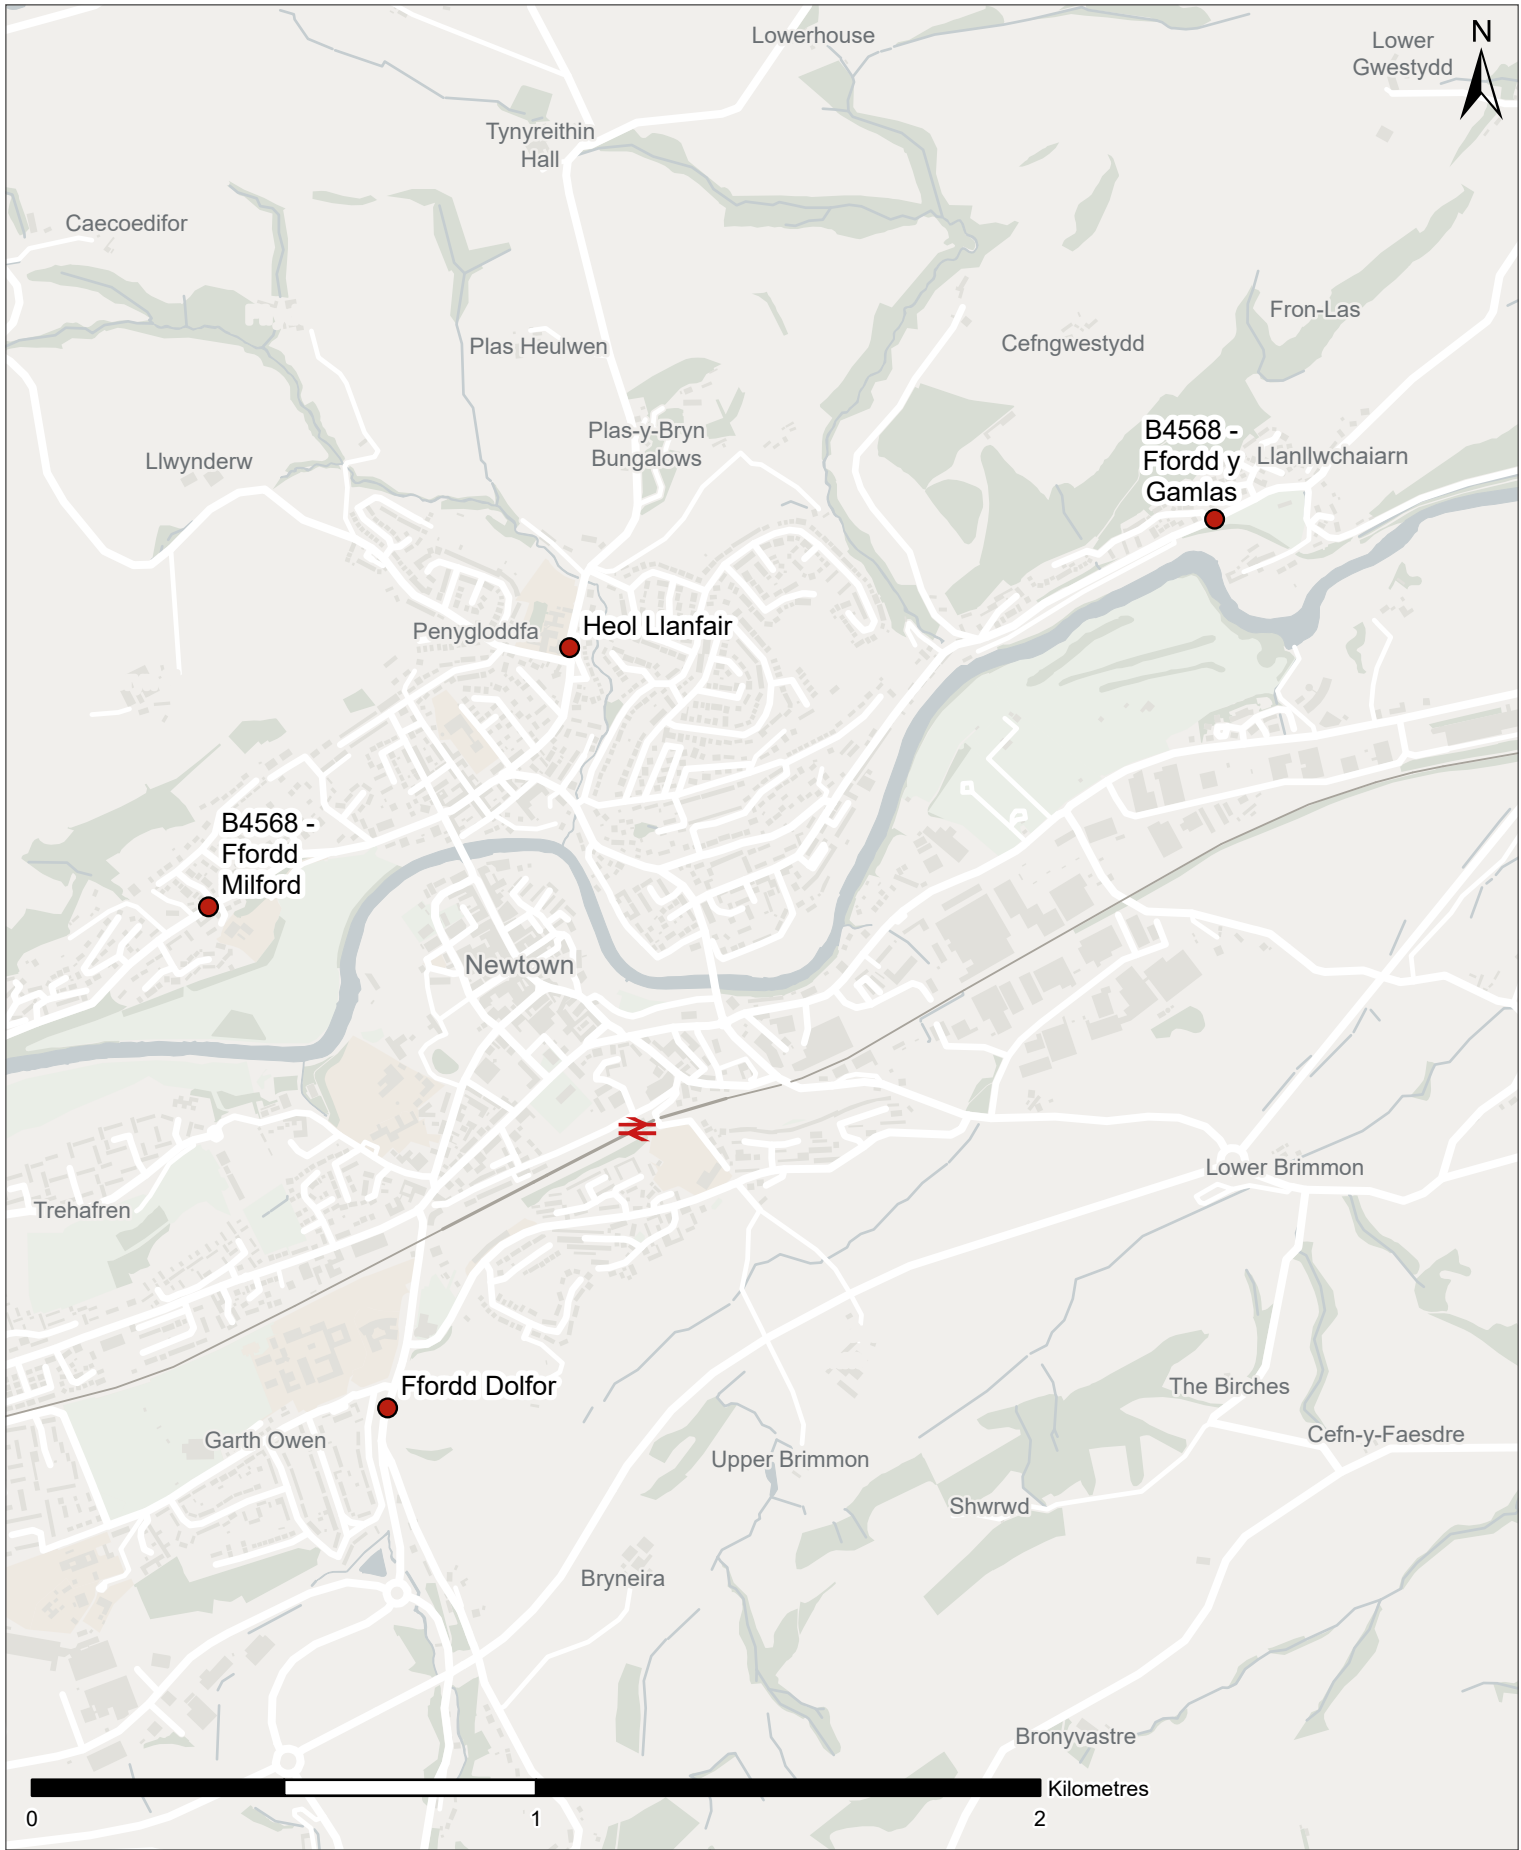 Lowerhouse
Lower
Gwestydd
N
Tynyreithin
Hall
Caecoedifor
Fron-Las
Plas Heulwen
Cefngwestydd
Plas-y-Bryn
Bungalows
B4568 -
Ffordd y
Gamlas
Llanllwchaiarn
Llwynderw
Penygloddfa
Heol Llanfair
B4568 -
Ffordd
Milford
Newtown
Lower Brimmon
Trehafren
Ffordd Dolfor
The Birches
Garth Owen
Cefn-y-Faesdre
Upper Brimmon
Shwrwd
Bryneira
Bronyvastre
Kilometres
0
1
2